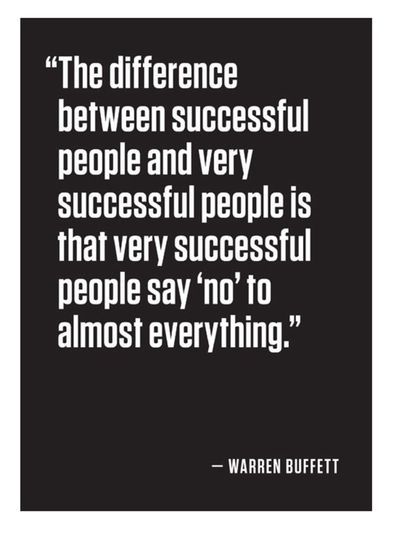 “The difference
between successful
people and very
successful people is
that very successful
people say ‘no’ to
almost everything.”
— WARREN BUFFETT